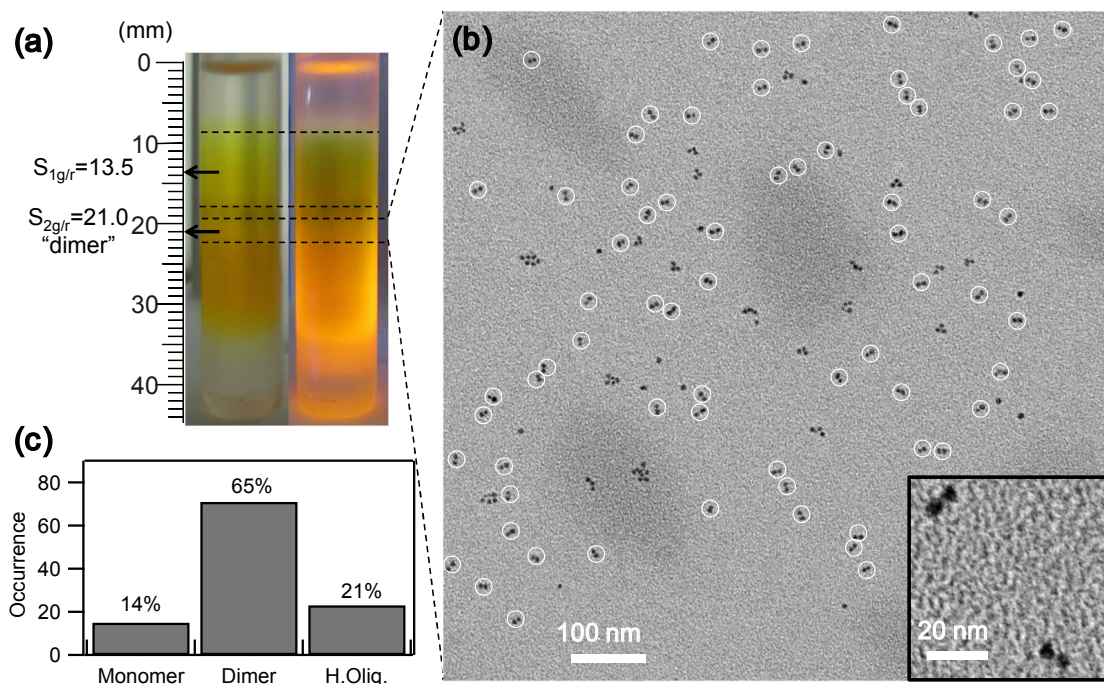 (a)
(mm)
0
10
20
30
40
S1g/r=13.5
S2g/r=21.0
“dimer”
(b)
100 nm
20 nm
(c)
Occurrence
80
60
40
20
0
14%
65%
21%
Monomer
Dimer
H.Olig.